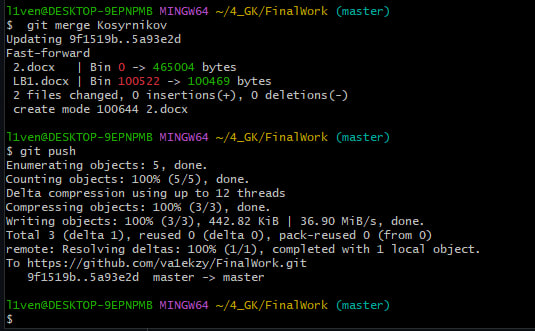 l1ven@DESKTOP-9EPNPMB MINGW64 ~/4_GK/FinalWork (master)
$  git merge Kosyrnikov
Updating 9f1519b..5a93e2d
Fast-forward
 2.docx   | Bin 0 -> 465004 bytes
 LB1.docx | Bin 100522 -> 100469 bytes
 2 files changed, 0 insertions(+), 0 deletions(-)
 create mode 100644 2.docx
l1ven@DESKTOP-9EPNPMB MINGW64 ~/4_GK/FinalWork (master)
$ git push
Enumerating objects: 5, done.
Counting objects: 100% (5/5), done.
Delta compression using up to 12 threads
Compressing objects: 100% (3/3), done.
Writing objects: 100% (3/3), 442.82 KiB | 36.90 MiB/s, done.
Total 3 (delta 1), reused 0 (delta 0), pack-reused 0 (from 0)
remote: Resolving deltas: 100% (1/1), completed with 1 local object.
To https://github.com/va1ekzy/FinalWork.git
   9f1519b..5a93e2d  master -> master
l1ven@DESKTOP-9EPNPMB MINGW64 ~/4_GK/FinalWork (master)
$